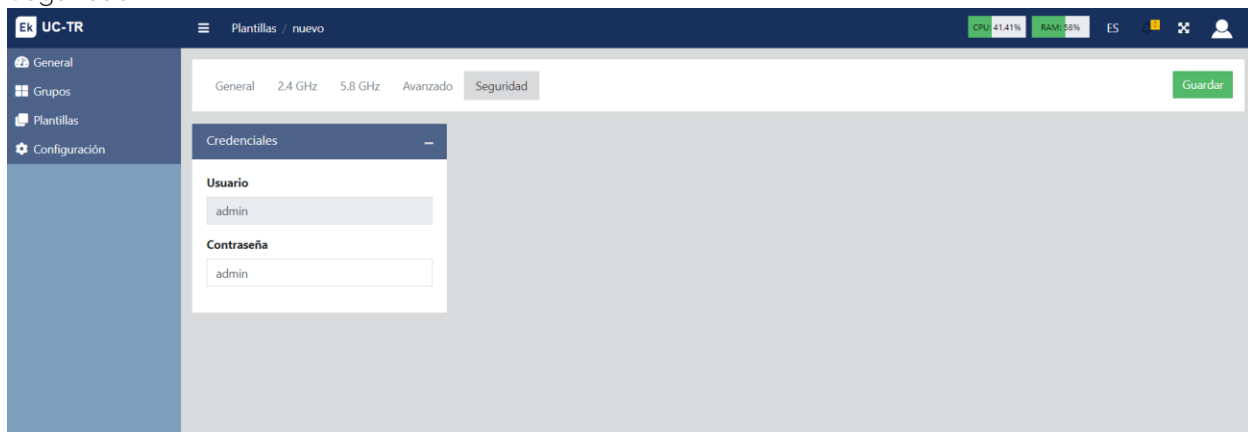 Ek UC-TR
Plantillas / nuevo
CPU: 41.41% RAM: 58% ES
General
Grupos
Plantillas
Configuración
General 2.4 GHz 5.8 GHz Avanzado Seguridad
Guardar
Credenciales
Usuario
admin
Contraseña
admin